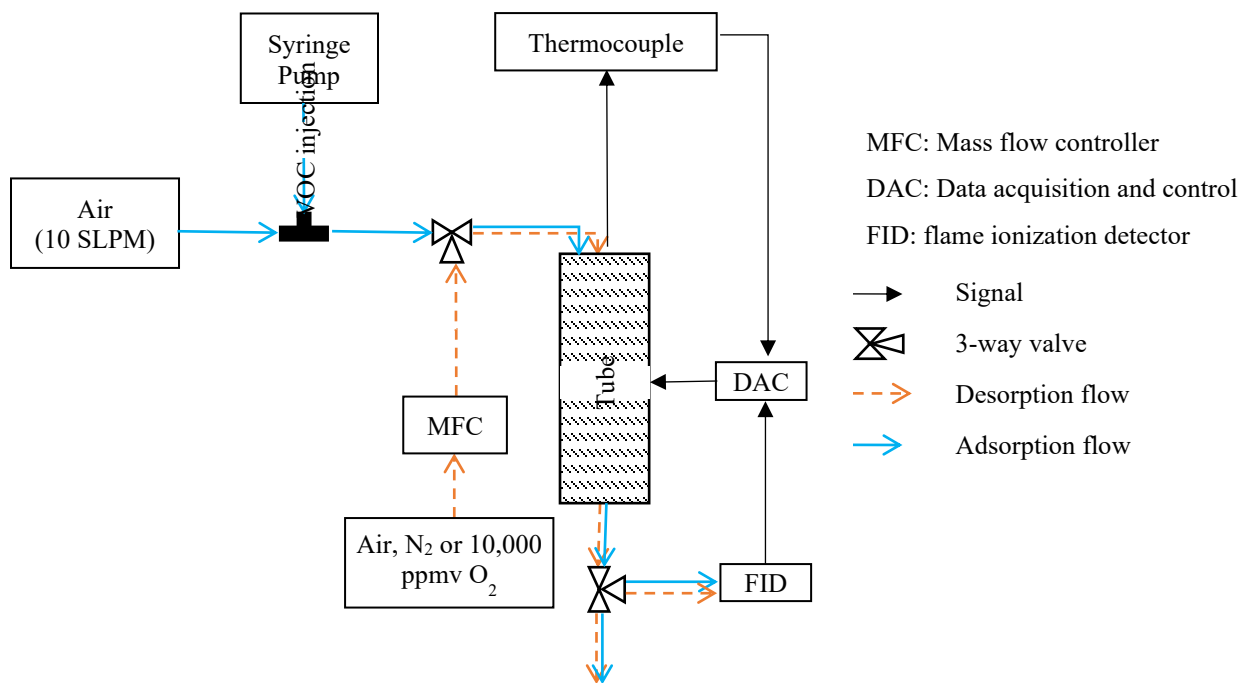 Syringe
Pump
VOC injection
Thermocouple
Air
(10 SLPM)
MFC: Mass flow controller
DAC: Data acquisition and control
FID: flame ionization detector
Signal
3-way valve
Desorption flow
Adsorption flow
Tube
DAC
MFC
Air, N₂ or 10,000
ppmv O₂
FID